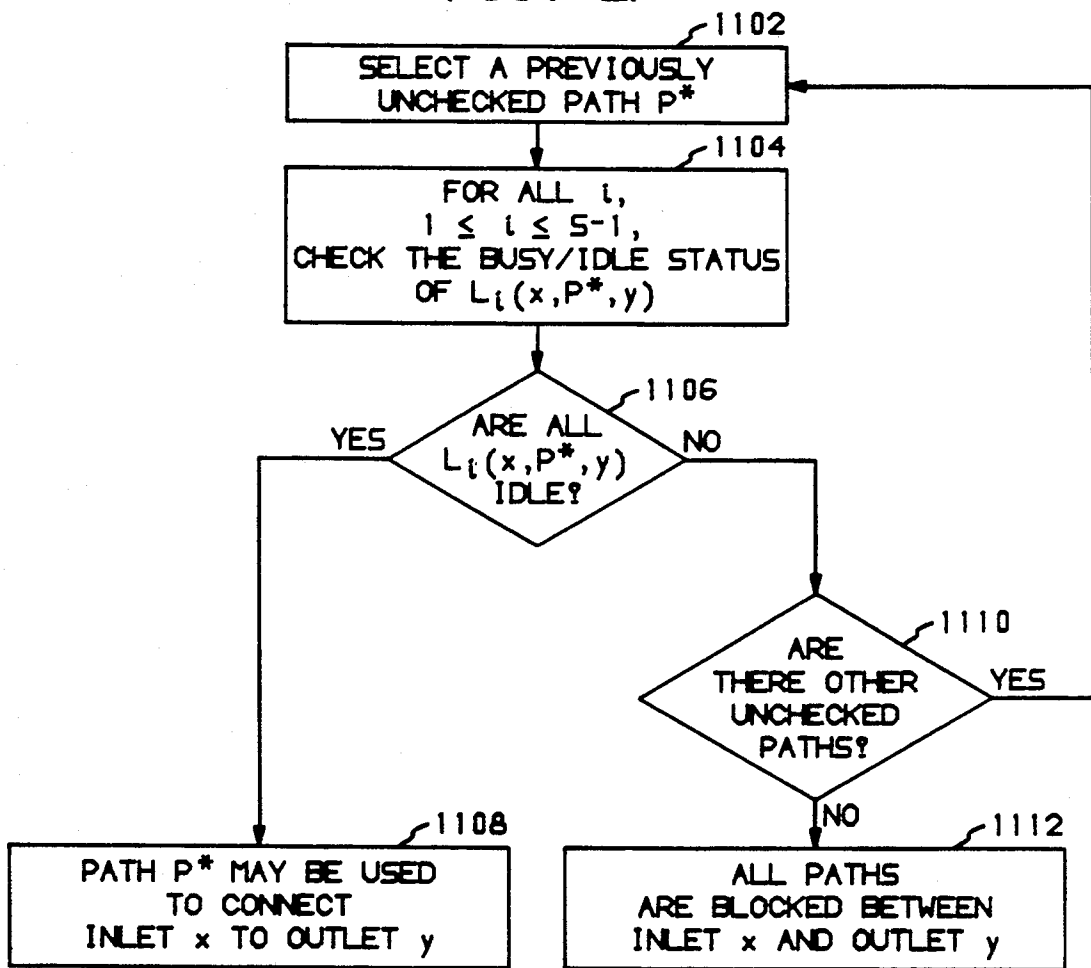 1102
SELECT A PREVIOUSLY
UNCHECKED PATH P*
1104
FOR ALL i,
1 ≤ i ≤ S-1,
CHECK THE BUSY/IDLE STATUS
OF Li(x,P*,y)
1106
ARE ALL
Li(x,P*,y)
IDLE?
YES
NO
1110
ARE
THERE OTHER
UNCHECKED
PATHS?
YES
NO
1108
PATH P* MAY BE USED
TO CONNECT
INLET x TO OUTLET y
1112
ALL PATHS
ARE BLOCKED BETWEEN
INLET x AND OUTLET y